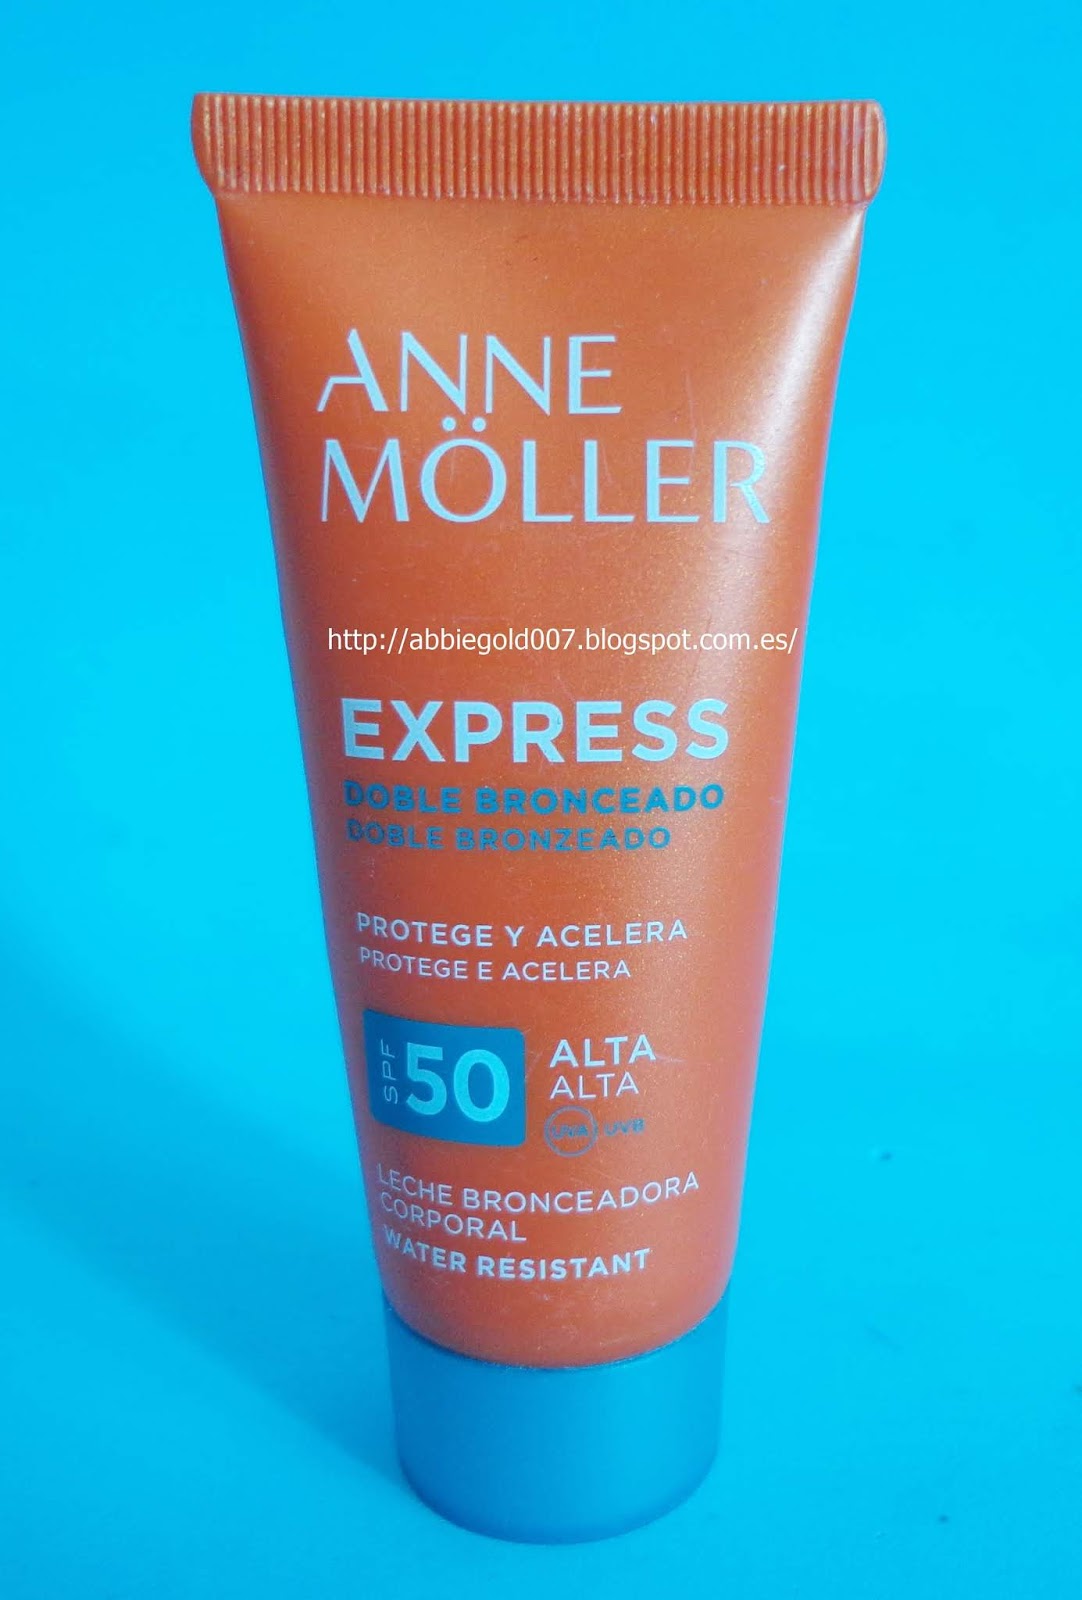 ANNE
MÖLLER
http://abbiegold007.blogspot.com.es/
EXPRESS
DOBLE BRONCEADO
DOBLE BRONZEADO
PROTEGE Y ACELERA
PROTEGE E ACELERA
SPF 50
ALTA
ALTA
UVA UVB
LECHE BRONCEADORA
CORPORAL
WATER RESISTANT